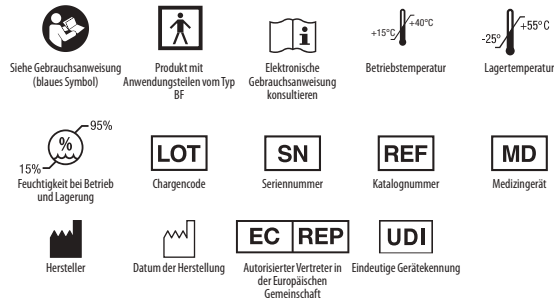 +15°C
+40°C
-25°
+55°C
Siehe Gebrauchsanweisung
(blaues Symbol)
Produkt mit
Anwendungsteilen vom Typ
BF
Elektronische
Gebrauchsanweisung
konsultieren
Betriebstemperatur
Lagertemperatur
95%
%
15%
LOT
SN
REF
MD
Feuchtigkeit bei Betrieb
und Lagerung
Chargencode
Seriennummer
Katalognummer
Medizingerät
EC REP
UDI
Hersteller
Datum der Herstellung
Autorisierter Vertreter in
der Europäischen
Gemeinschaft
Eindeutige Gerätekennung